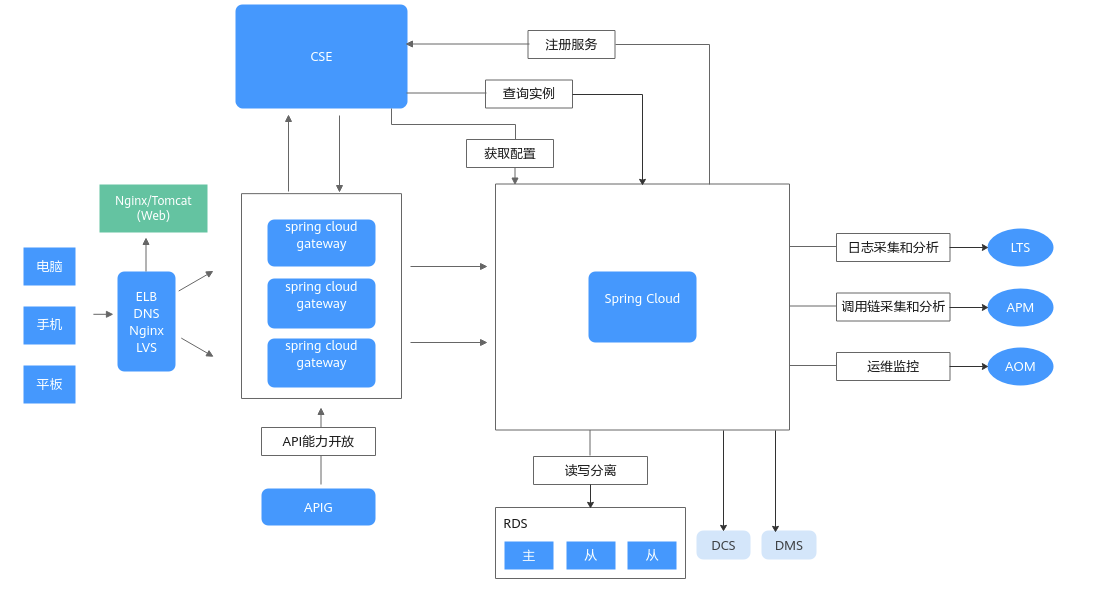 CSE
注册服务
查询实例
获取配置
Nginx/Tomcat
(Web)
电脑
手机
平板
ELB
DNS
Nginx
LVS
spring cloud
gateway
spring cloud
gateway
spring cloud
gateway
API能力开放
APIG
Spring Cloud
日志采集和分析
LTS
调用链采集和分析
APM
运维监控
AOM
读写分离
RDS
主
从
从
DCS
DMS